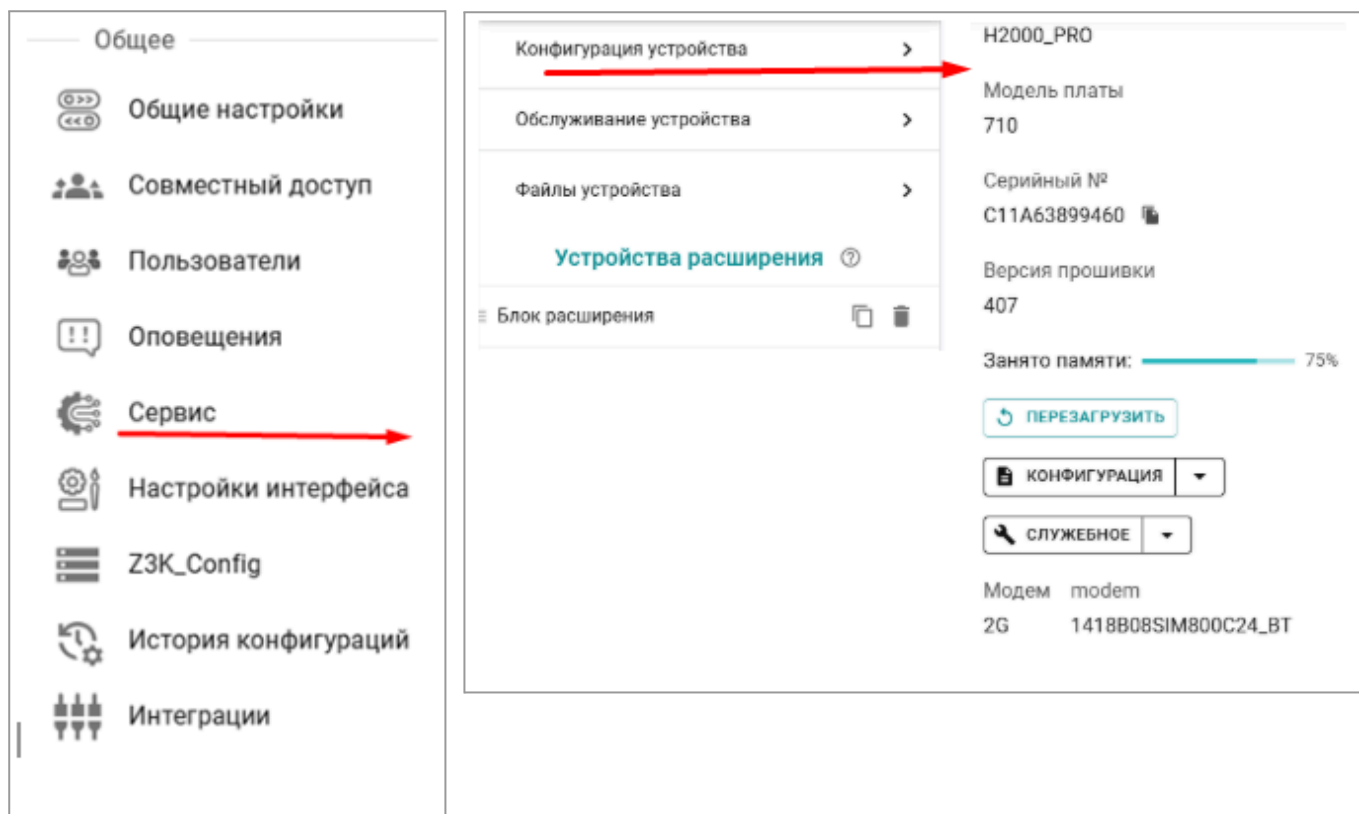 Общее
Общие настройки
Совместный доступ
Пользователи
Оповещения
Сервис
Настройки интерфейса
Z3K_Config
История конфигураций
Интеграции
Конфигурация устройства
Обслуживание устройства
Файлы устройства
Устройства расширения
Блок расширения
H2000_PRO
Модель платы
710
Серийный №
C11A63899460
Версия прошивки
407
Занято памяти: 75%
ПЕРЕЗАГРУЗИТЬ
КОНФИГУРАЦИЯ
СЛУЖЕБНОЕ
Модем modem
2G 1418B08SIM800C24_BT